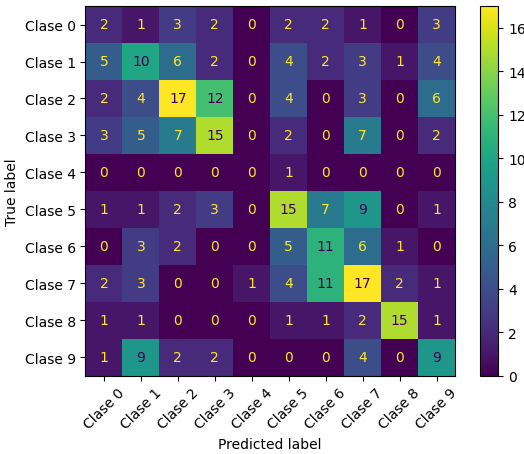 Clase 0 2 1 3 2 0 2 2 1 0 3
Clase 1 5 10 6 2 0 4 2 3 1 4
Clase 2 2 4 17 12 0 4 0 3 0 6
Clase 3 3 5 7 15 0 2 0 7 0 2
Clase 4 0 0 0 0 0 1 0 0 0 0
Clase 5 1 1 2 3 0 15 7 9 0 1
Clase 6 0 3 2 0 0 5 11 6 1 0
Clase 7 2 3 0 0 1 4 11 17 2 1
Clase 8 1 1 0 0 0 1 1 2 15 1
Clase 9 1 9 2 2 0 0 0 4 0 9
True label
Clase 0 Clase 1 Clase 2 Clase 3 Clase 4 Clase 5 Clase 6 Clase 7 Clase 8 Clase 9
Predicted label
16
14
12
10
8
6
4
2
0